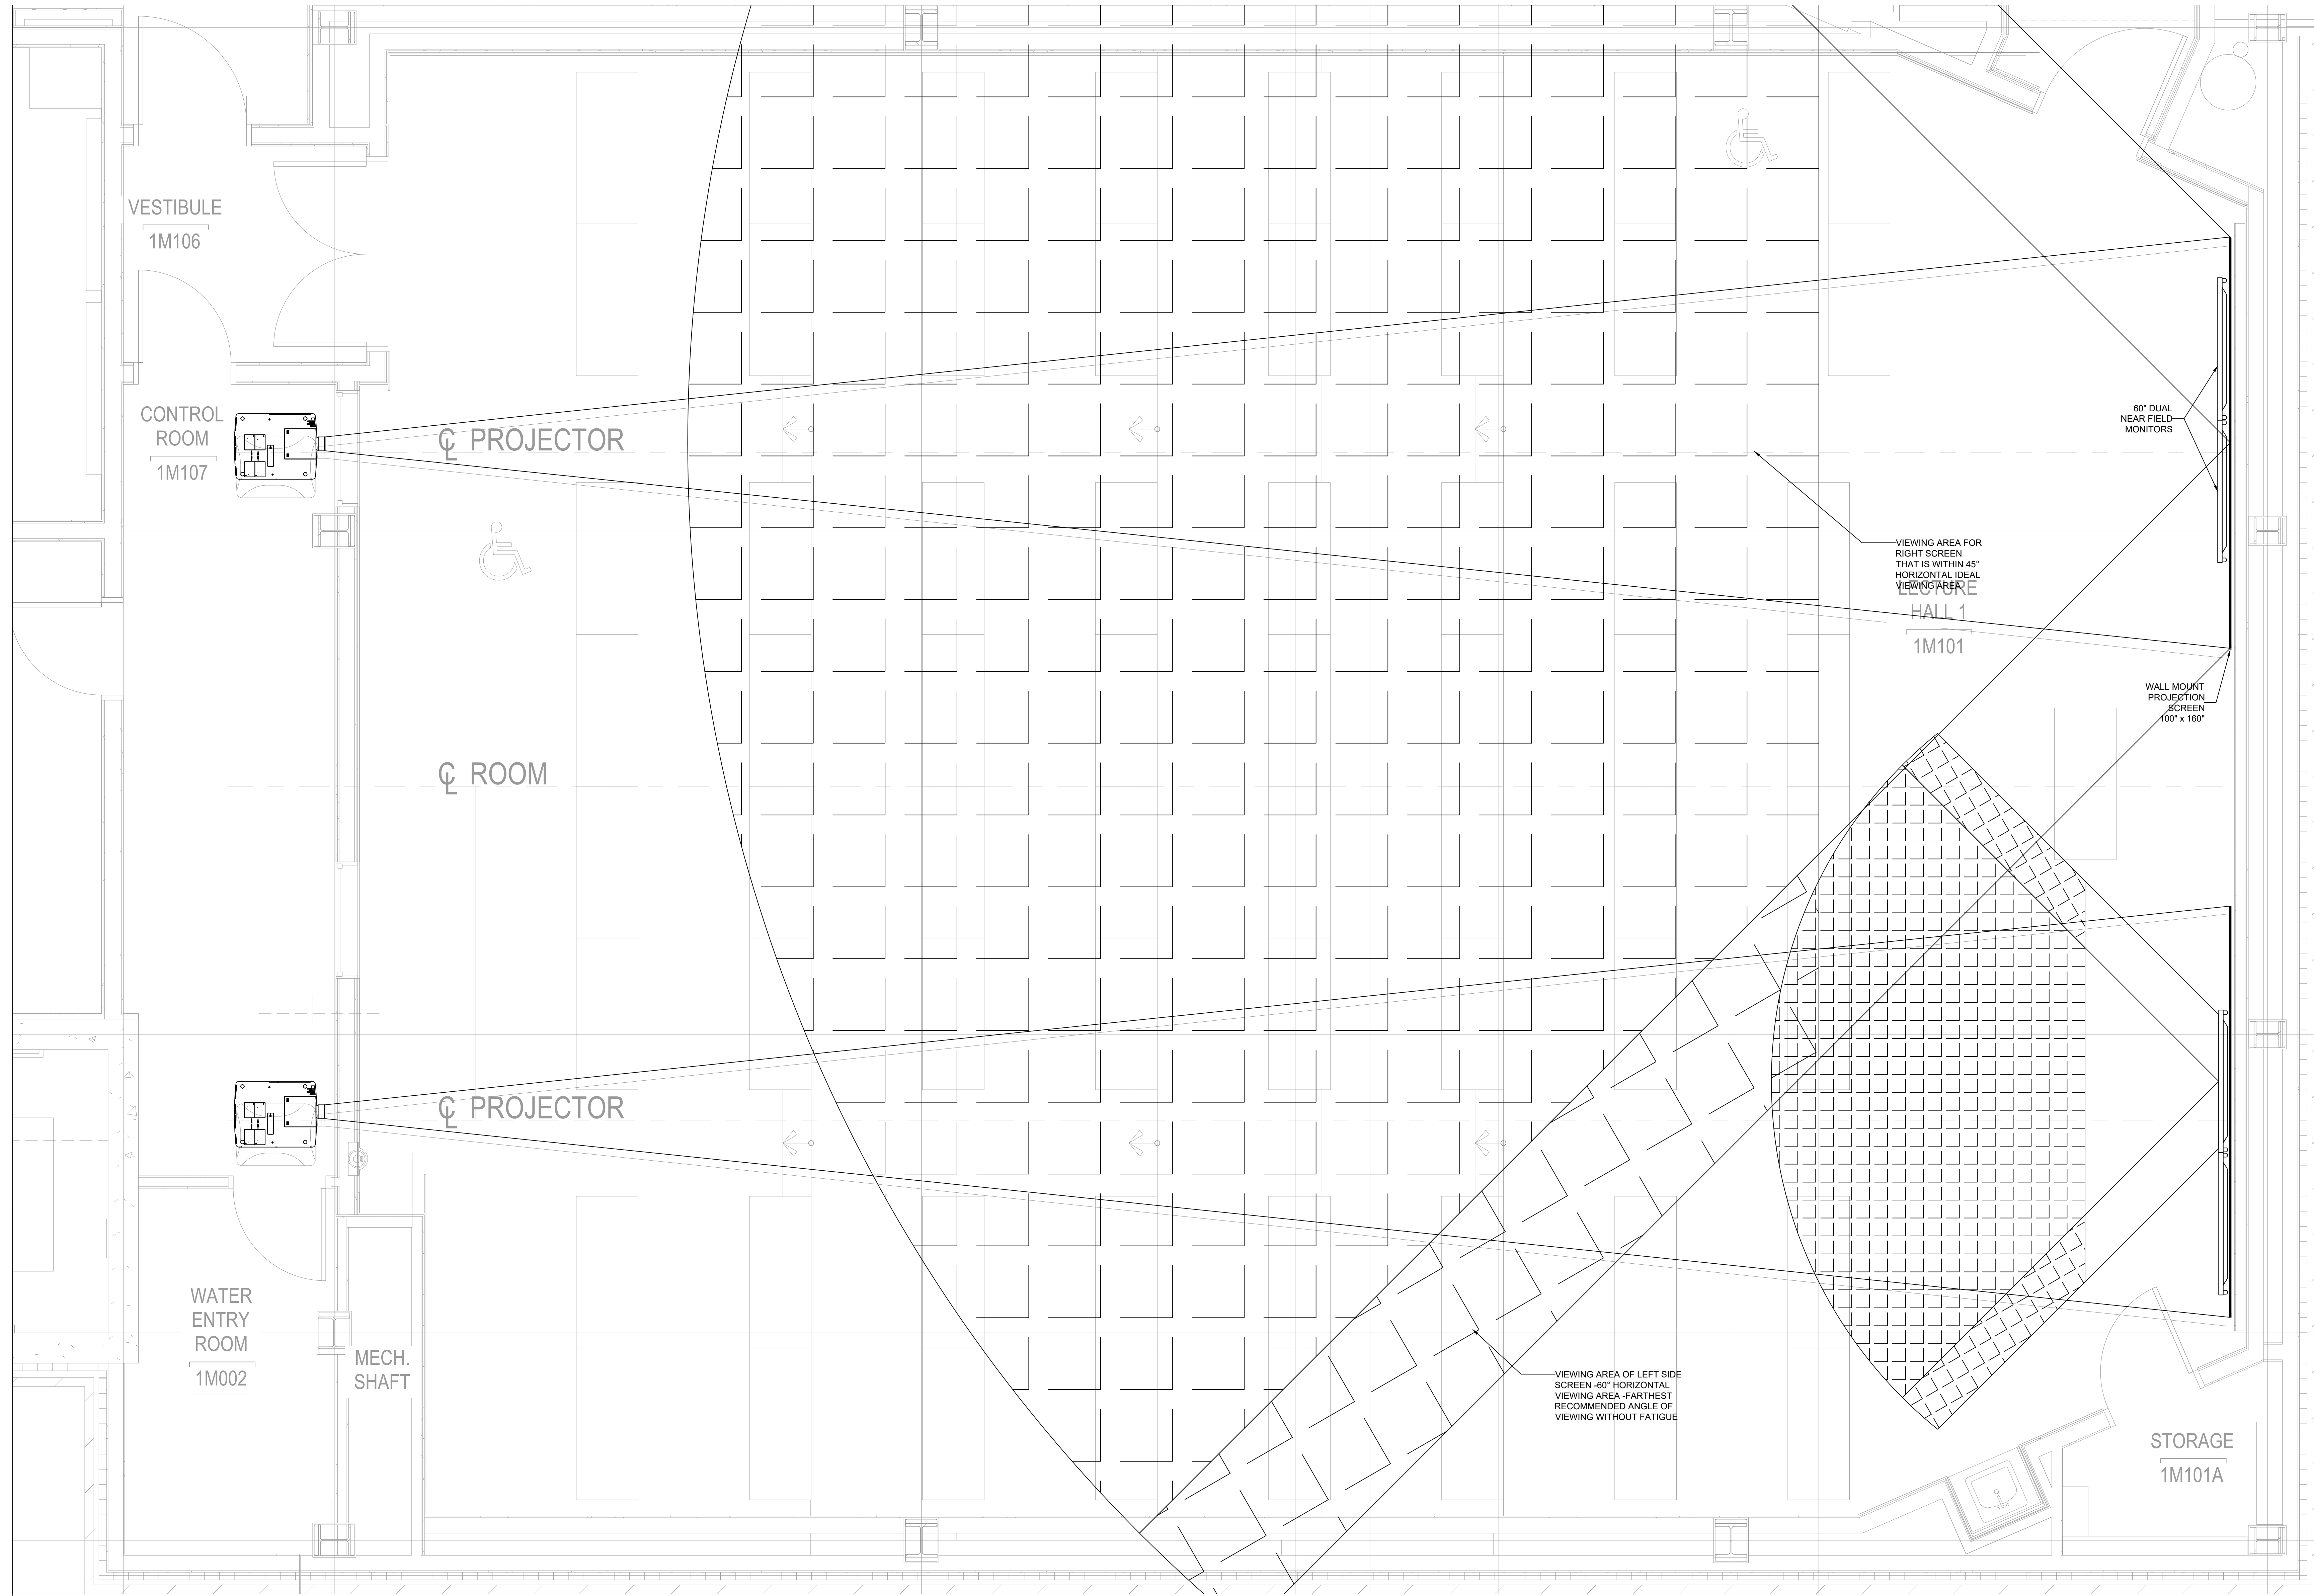 VESTIBULE
1M106
CONTROL
ROOM
1M107
℄ PROJECTOR
60" DUAL
NEAR FIELD
MONITORS
VIEWING AREA FOR
RIGHT SCREEN
THAT IS WITHIN 45°
HORIZONTAL IDEAL
VIEWING AREA
LECTURE
HALL 1
1M101
WALL MOUNT
PROJECTION
SCREEN
100" x 160"
℄ ROOM
℄ PROJECTOR
WATER
ENTRY
ROOM
1M002
MECH.
SHAFT
VIEWING AREA OF LEFT SIDE
SCREEN -60° HORIZONTAL
VIEWING AREA -FARTHEST
RECOMMENDED ANGLE OF
VIEWING WITHOUT FATIGUE
STORAGE
1M101A